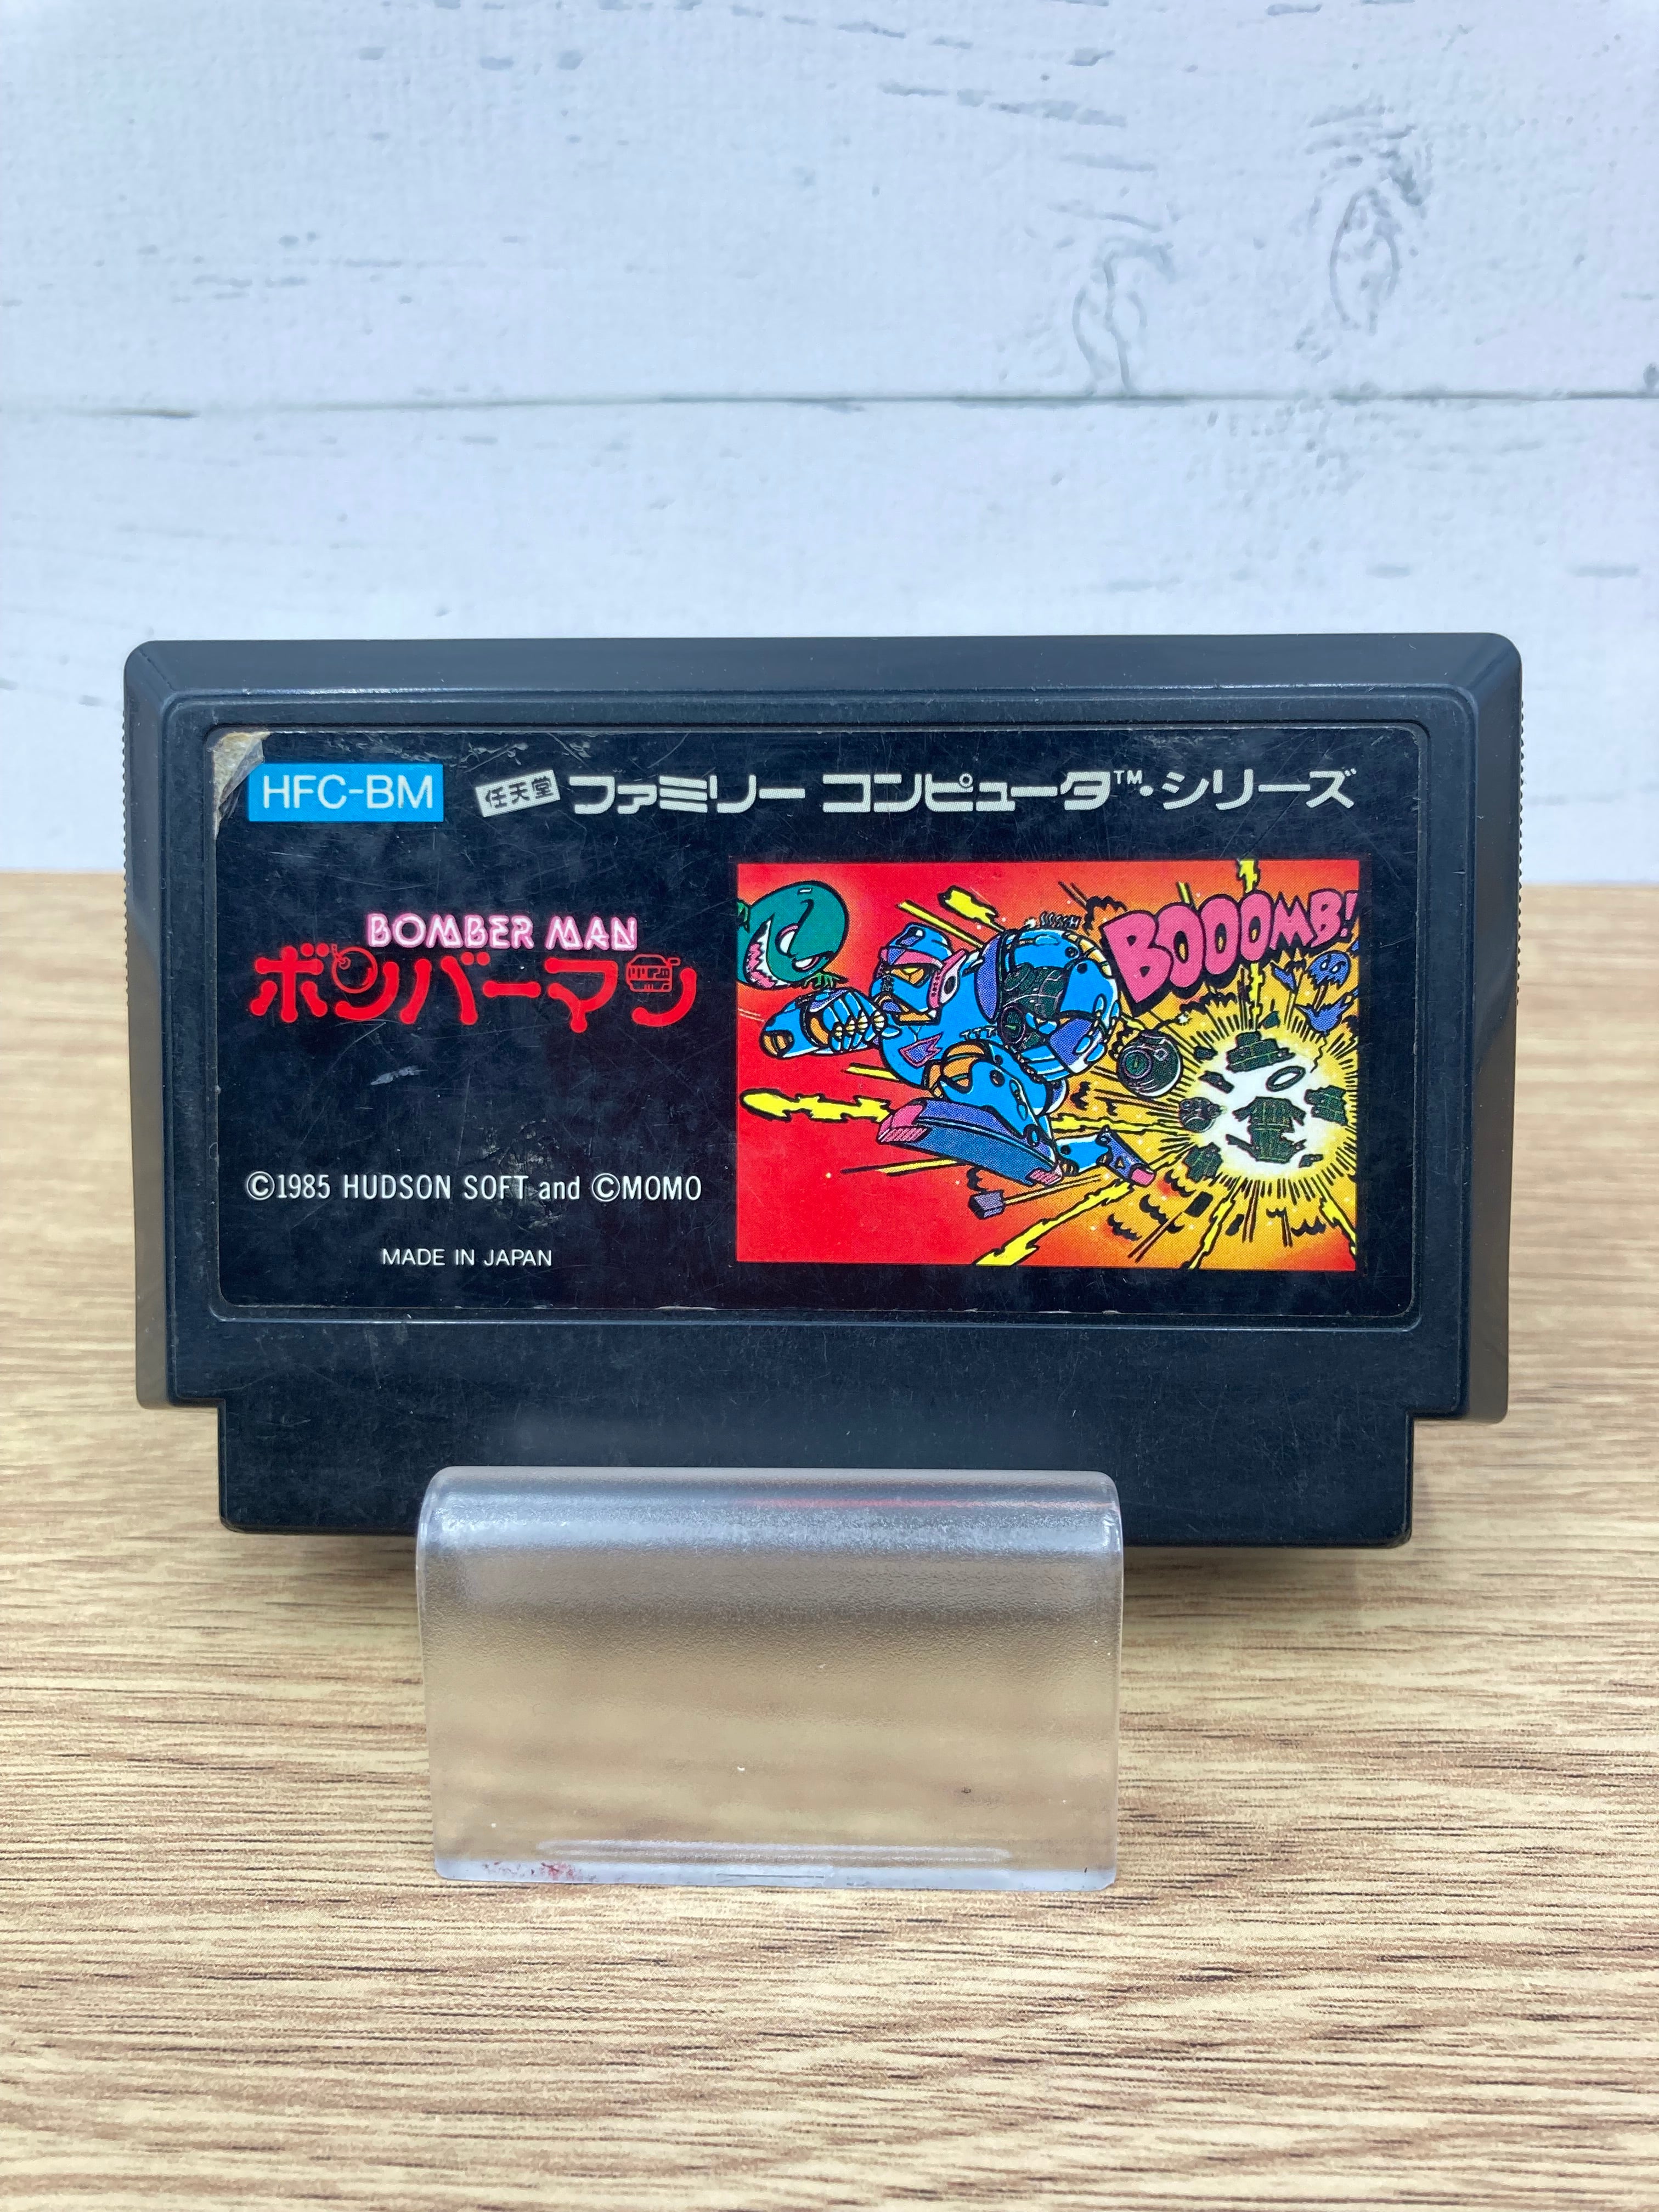 HFC-BM
任天堂 ファミリー コンピュータ™・シリーズ
BOMBER MAN
ボンバーマン
BOOOMB!
©1985 HUDSON SOFT and ©MOMO
MADE IN JAPAN